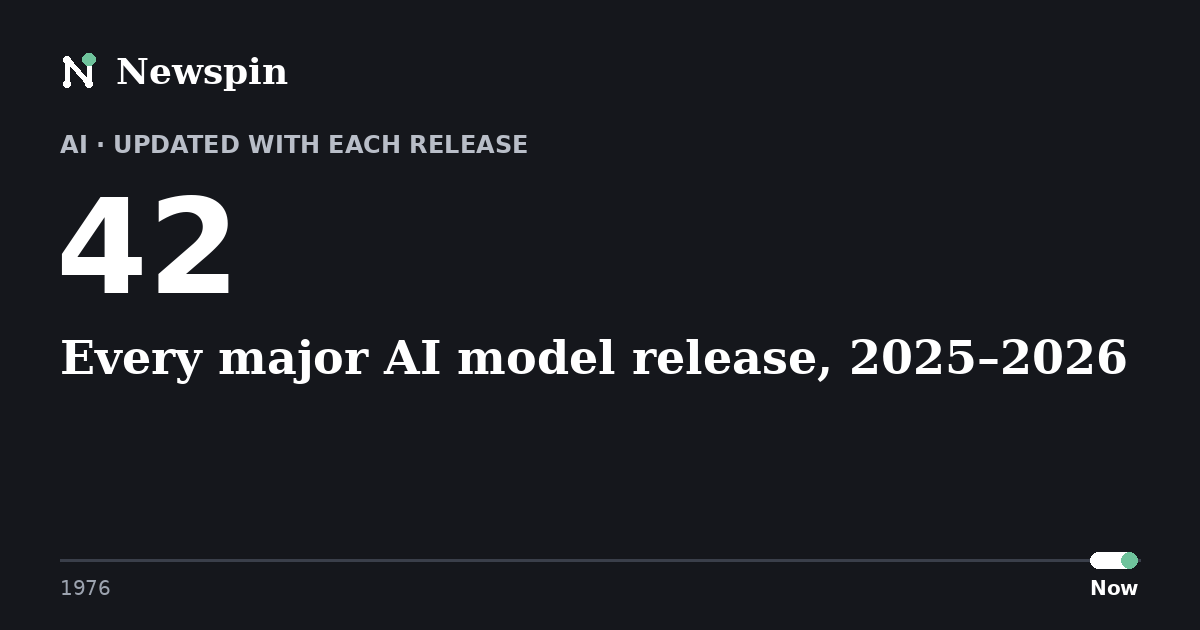 Newspin
AI · UPDATED WITH EACH RELEASE
42
Every major AI model release, 2025–2026
1976
Now